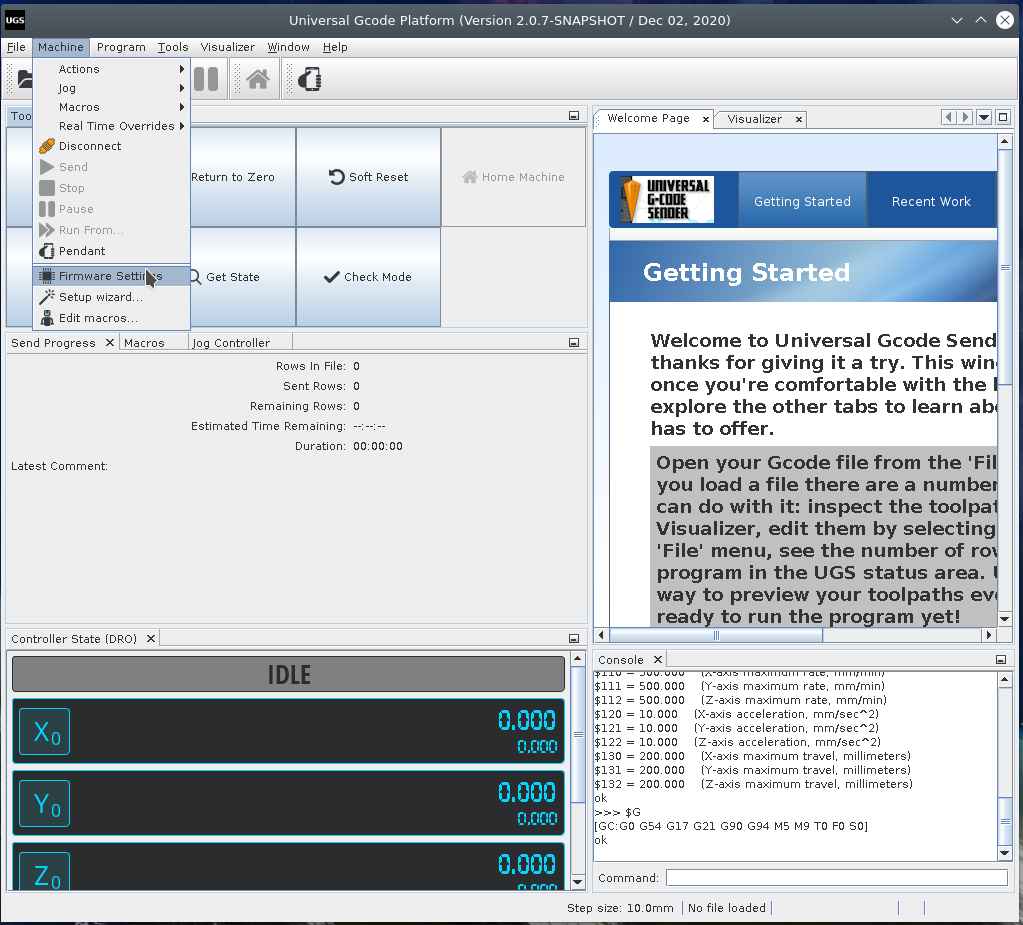 UGS
Universal Gcode Platform (Version 2.0.7-SNAPSHOT / Dec 02, 2020)
File Machine Program Tools Visualizer Window Help
Actions
Jog
Macros
Real Time Overrides
Disconnect
Send
Stop
Pause
Run From...
Pendant
Firmware Settings
Setup wizard...
Edit macros...
Too
Return to Zero
Soft Reset
Home Machine
Get State
Check Mode
Send Progress
Macros
Jog Controller
Rows In File: 0
Sent Rows: 0
Remaining Rows: 0
Estimated Time Remaining: --:--:--
Duration: 00:00:00
Latest Comment:
Controller State (DRO)
IDLE
X0
0.000
0.000
Y0
0.000
0.000
Z0
0.000
0.000
Welcome Page
Visualizer
UNIVERSAL
G-CODE
SENDER
Getting Started
Recent Work
Getting Started
Welcome to Universal Gcode Send
thanks for giving it a try. This win
once you're comfortable with the
explore the other tabs to learn abo
has to offer.
Open your Gcode file from the 'Fil
you load a file there are a number
can do with it: inspect the toolpat
Visualizer, edit them by selecting
'File' menu, see the number of row
program in the UGS status area. U
way to preview your toolpaths eve
ready to run the program yet!
Console
$110 = 500.000 (X-axis maximum rate, mm/min)
$111 = 500.000 (Y-axis maximum rate, mm/min)
$112 = 500.000 (Z-axis maximum rate, mm/min)
$120 = 10.000 (X-axis acceleration, mm/sec^2)
$121 = 10.000 (Y-axis acceleration, mm/sec^2)
$122 = 10.000 (Z-axis acceleration, mm/sec^2)
$130 = 200.000 (X-axis maximum travel, millimeters)
$131 = 200.000 (Y-axis maximum travel, millimeters)
$132 = 200.000 (Z-axis maximum travel, millimeters)
ok
>>> $G
[GC:G0 G54 G17 G21 G90 G94 M5 M9 T0 F0 S0]
ok
Command:
Step size: 10.0mm
No file loaded